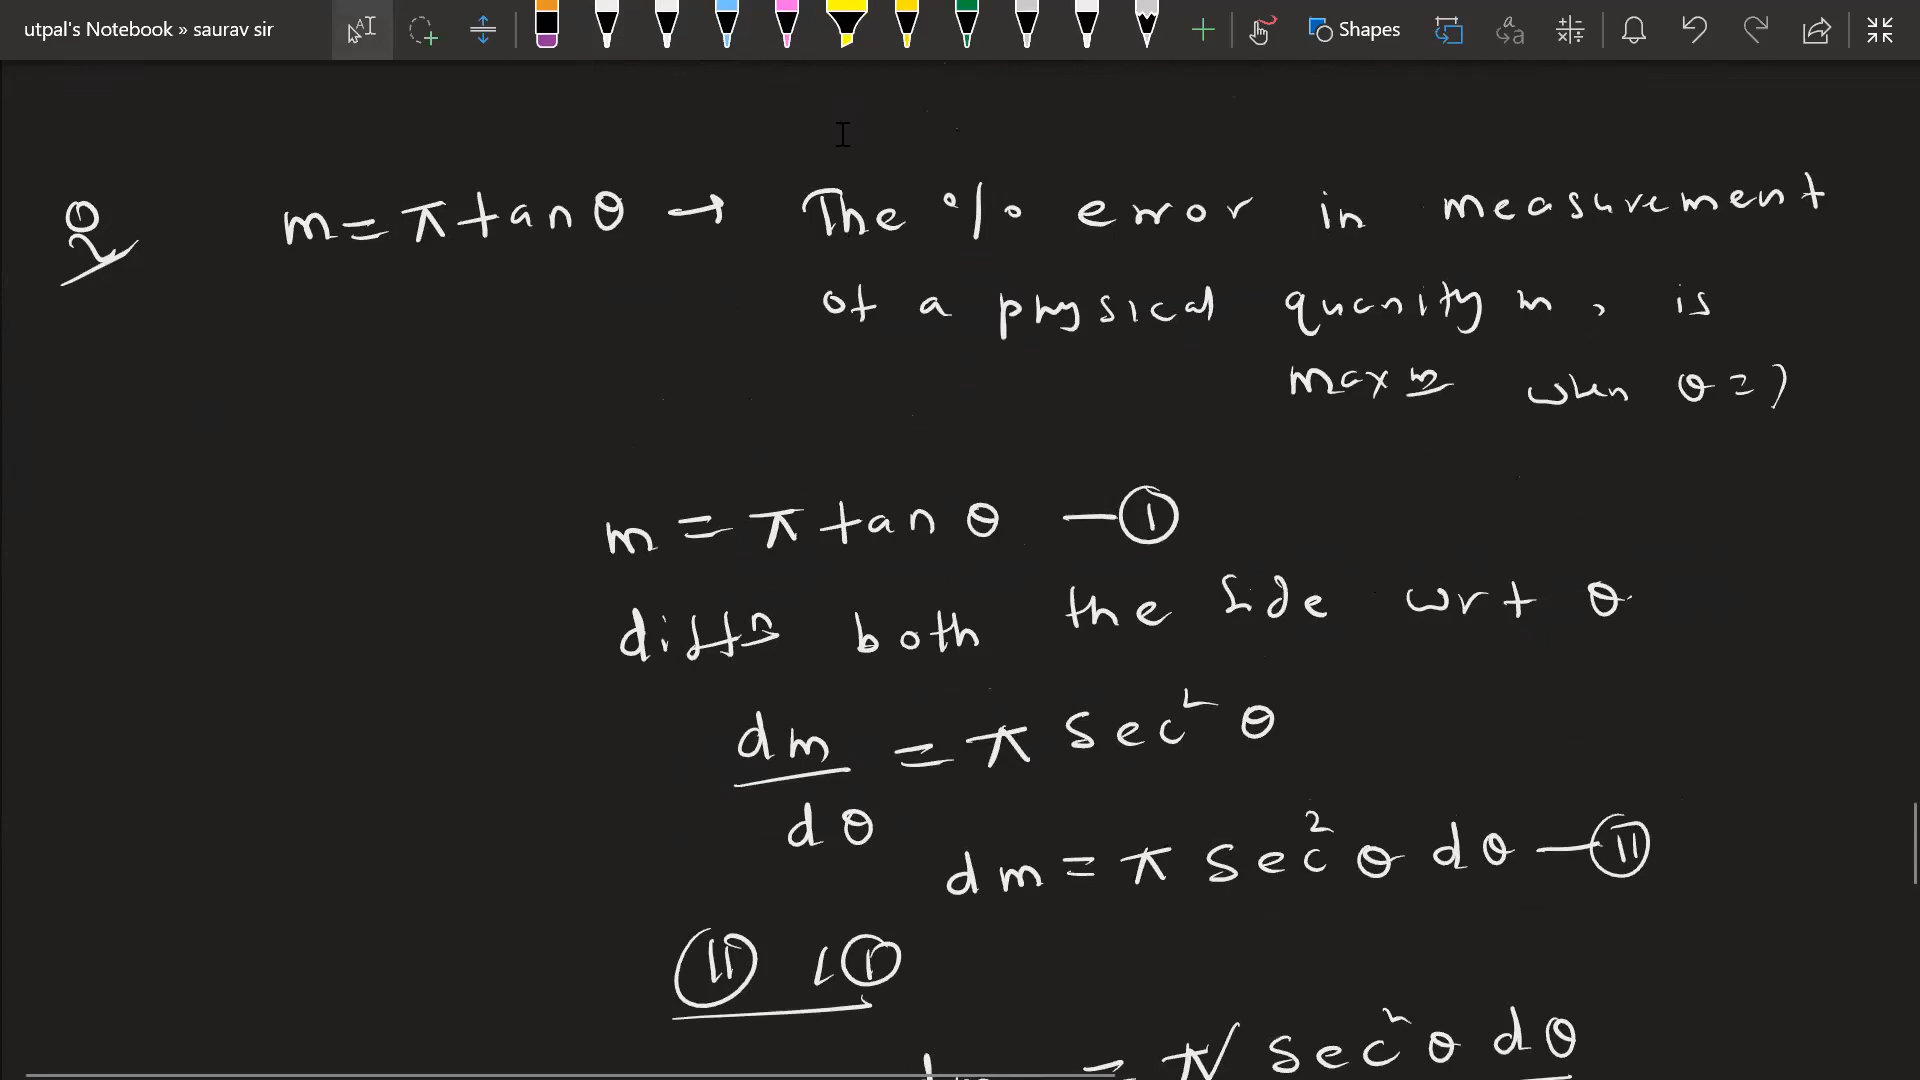 utpal's Notebook » saurav sir
Shapes
Q m = π tan θ → The % error in measurement
of a physical quanity m, is
maxm when θ = ?
m = π tan θ — (I)
diffn both the side wrt θ
dm/dθ = π sec² θ
dm = π sec² θ dθ — (II)
(II) / (I)
= π sec² θ dθ